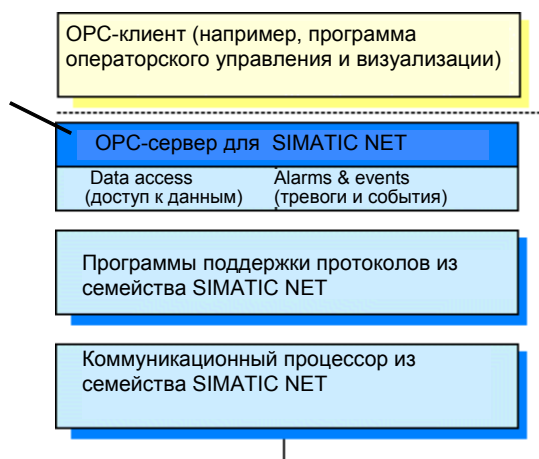 OPC-клиент (например, программа
операторского управления и визуализации)
OPC-сервер для SIMATIC NET
Data access
(доступ к данным)
Alarms & events
(тревоги и события)
Программы поддержки протоколов из
семейства SIMATIC NET
Коммуникационный процессор из
семейства SIMATIC NET